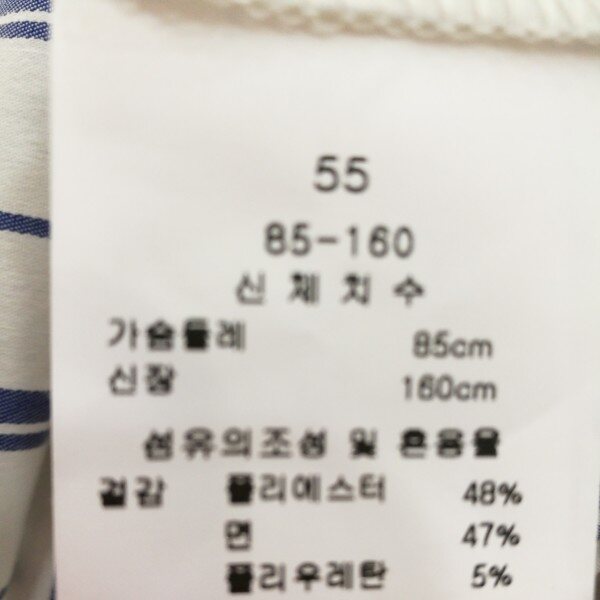 55
85-160
신체치수
가슴둘레 85cm
신장 160cm
섬유의조성 및 혼용율
겉감 폴리에스터 48%
면 47%
폴리우레탄 5%